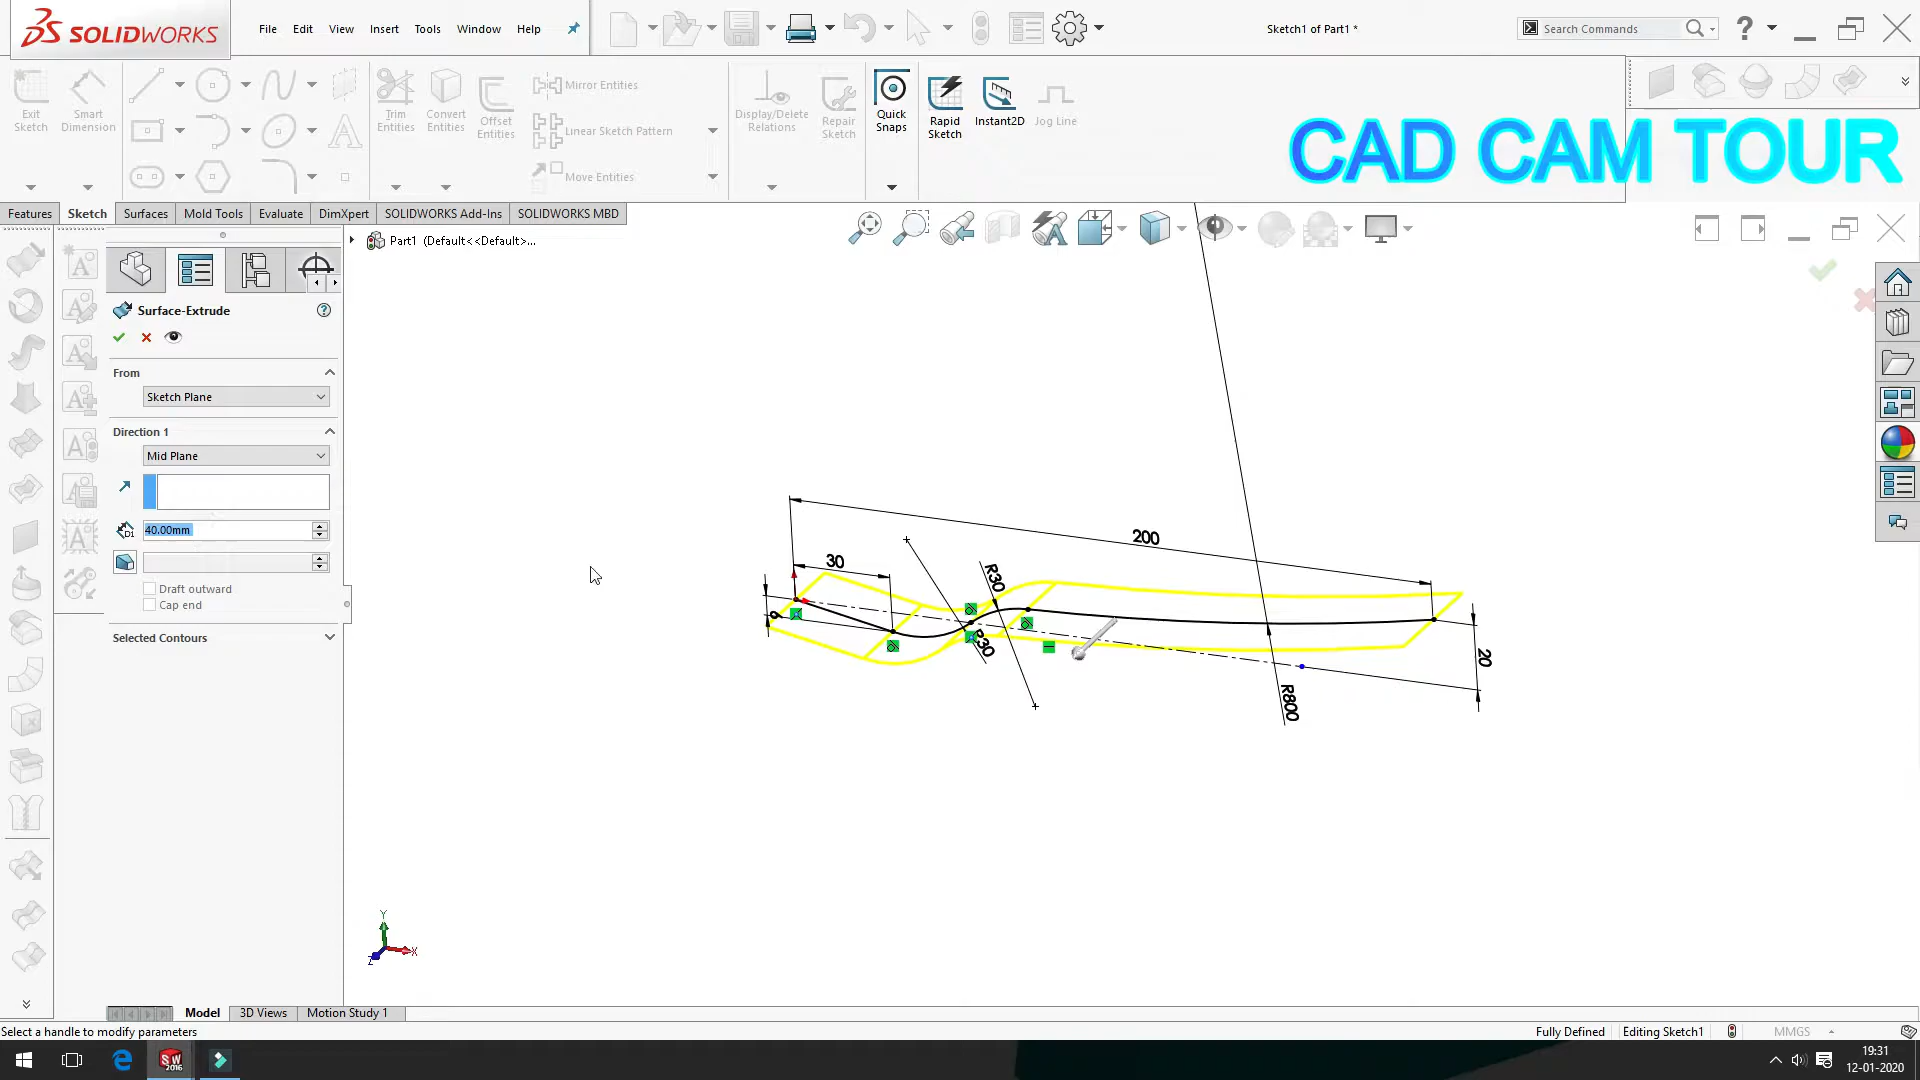 SOLIDWORKS
File Edit View Insert Tools Window Help
Sketch1 of Part1 *
Search Commands
?
Exit Sketch
Smart Dimension
Trim Entities
Convert Entities
Offset Entities
Mirror Entities
Linear Sketch Pattern
Move Entities
Display/Delete Relations
Repair Sketch
Quick Snaps
Rapid Sketch
Instant2D
Jog Line
CAD CAM TOUR
Features Sketch Surfaces Mold Tools Evaluate DimXpert SOLIDWORKS Add-Ins SOLIDWORKS MBD
Part1 (Default<<Default>...
Surface-Extrude
?
From
Sketch Plane
Direction 1
Mid Plane
D1
40.00mm
Draft outward
Cap end
Selected Contours
200
30
R30
9
R30
20
R800
Y
X
Z
Model 3D Views Motion Study 1
Select a handle to modify parameters
Fully Defined
Editing Sketch1
MMGS
SW 2016
19:31
12-01-2020